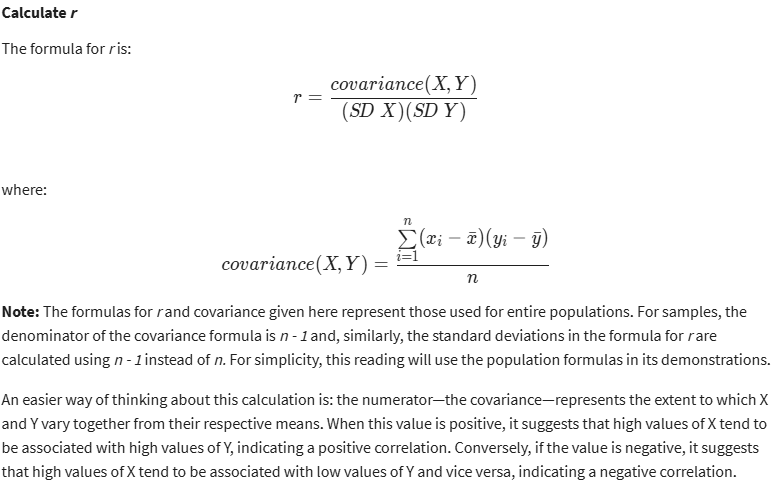 Calculate r
The formula for r is:
r = covariance(X, Y) / (SD X)(SD Y)
where:
covariance(X, Y) = n ∑ i=1 (xi − x̄)(yi − ȳ) / n
Note: The formulas for r and covariance given here represent those used for entire populations. For samples, the
denominator of the covariance formula is n - 1 and, similarly, the standard deviations in the formula for r are
calculated using n - 1 instead of n. For simplicity, this reading will use the population formulas in its demonstrations.
An easier way of thinking about this calculation is: the numerator—the covariance—represents the extent to which X
and Y vary together from their respective means. When this value is positive, it suggests that high values of X tend to
be associated with high values of Y, indicating a positive correlation. Conversely, if the value is negative, it suggests
that high values of X tend to be associated with low values of Y and vice versa, indicating a negative correlation.